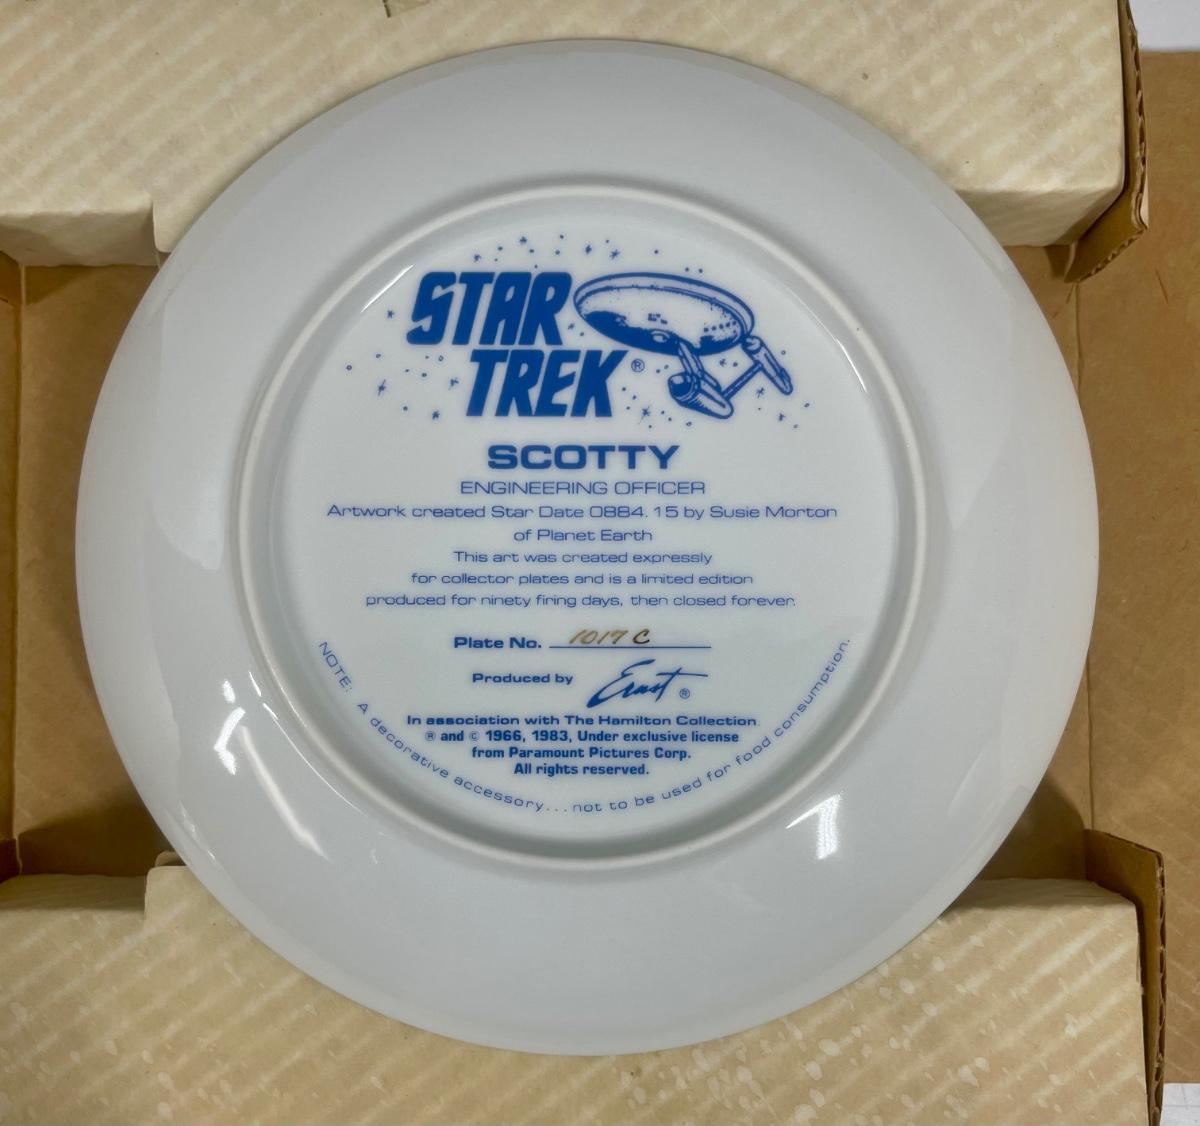 STAR
TREK®
SCOTTY
ENGINEERING OFFICER
Artwork created Star Date 0884.15 by Susie Morton
of Planet Earth
This art was created expressly
for collector plates and is a limited edition
produced for ninety firing days, then closed forever.
Plate No. 1017 C
Produced by Ernst ®
In association with The Hamilton Collection
® and © 1966, 1983, Under exclusive license
from Paramount Pictures Corp.
All rights reserved.
NOTE: A decorative accessory...not to be used for food consumption.